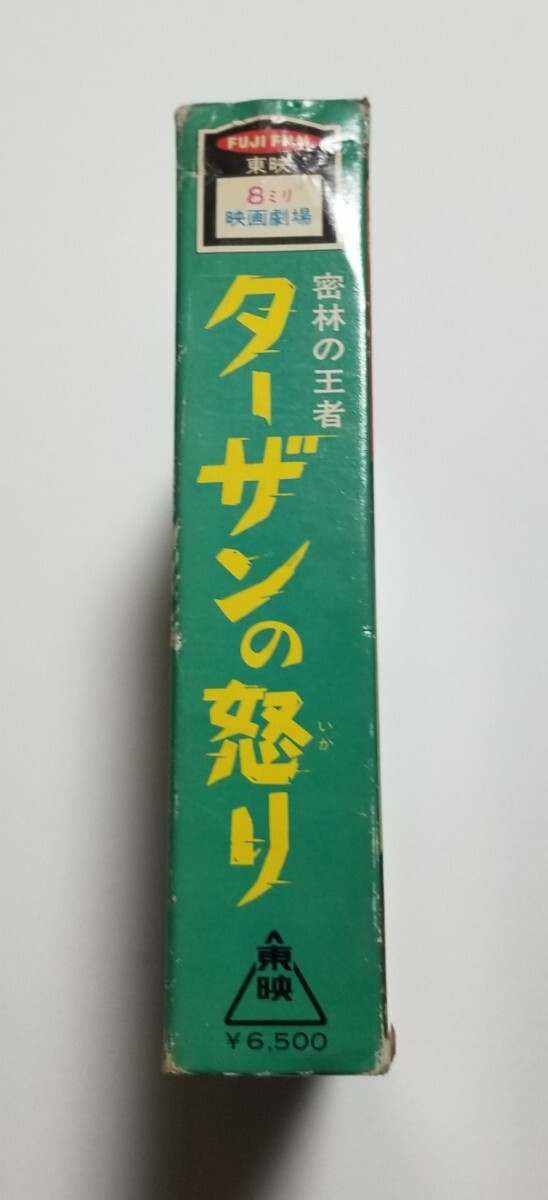 FUJI FILM
東映
8ミリ
映画劇場
密林の王者
ターザンの怒り
いか
東映
¥6,500